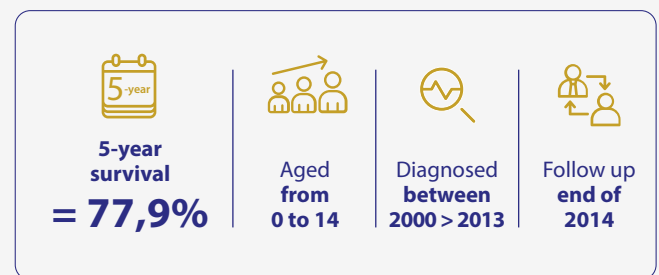 5-year
5-year
survival
= 77,9%
Aged
from
0 to 14
Diagnosed
between
2000 > 2013
Follow up
end of
2014